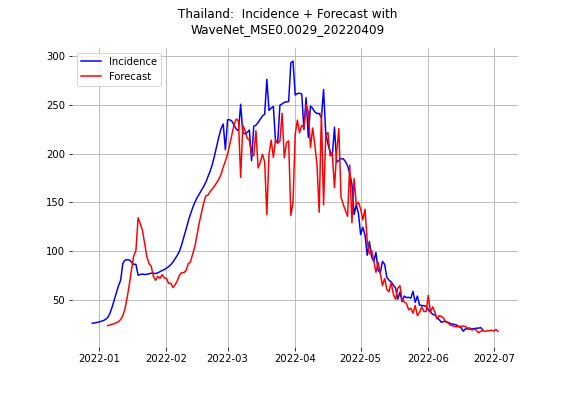 Thailand:  Incidence + Forecast with
WaveNet_MSE0.0029_20220409
Incidence
Forecast
300
250
200
150
100
50
2022-01 2022-02 2022-03 2022-04 2022-05 2022-06 2022-07